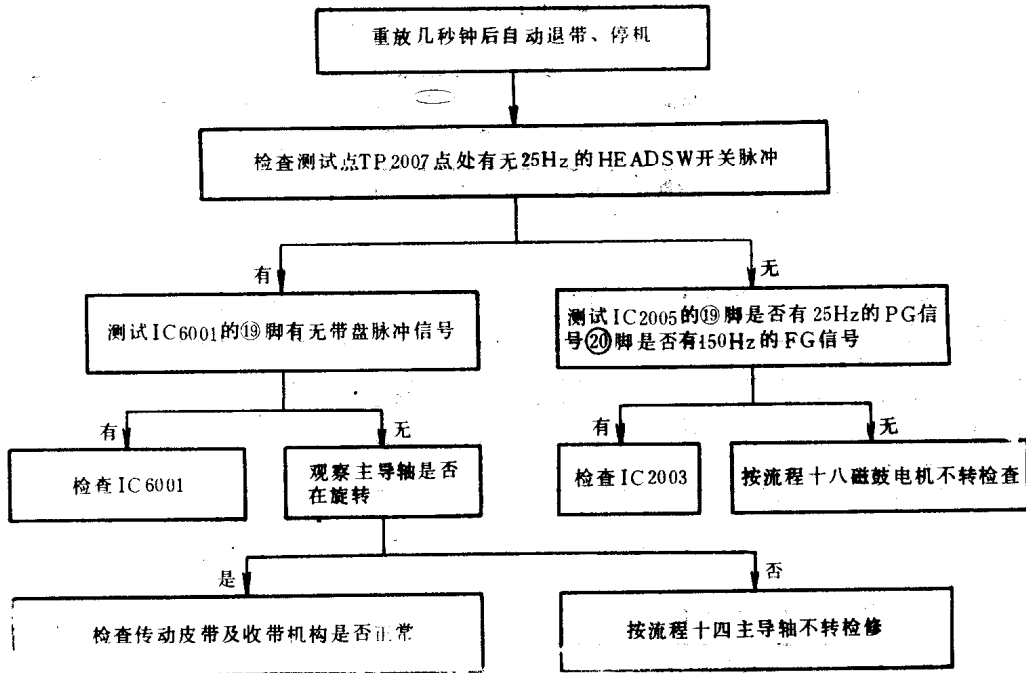 重放几秒钟后自动退带、停机
检查测试点TP2007点处有无25Hz的HEADSW开关脉冲
有
无
测试IC6001的⑲脚有无带盘脉冲信号
测试IC2005的⑲脚是否有25Hz的PG信
号⑳脚是否有150Hz的FG信号
有
无
有
无
检查IC6001
观察主导轴是否
在旋转
检查IC2003
按流程十八磁鼓电机不转检查
是
否
检查传动皮带及收带机构是否正常
按流程十四主导轴不转检修